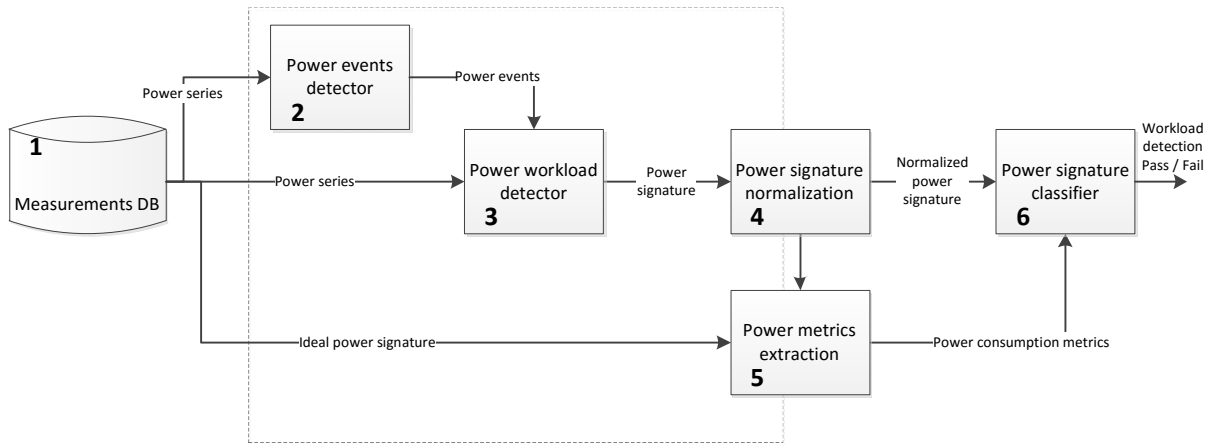 Power events
detector
2
Power events
Power series
1
Measurements DB
Power series
Power workload
detector
3
Power
signature
Power signature
normalization
4
Normalized
power
signature
Power signature
classifier
6
Workload
detection
Pass / Fail
Ideal power signature
Power metrics
extraction
5
Power consumption metrics